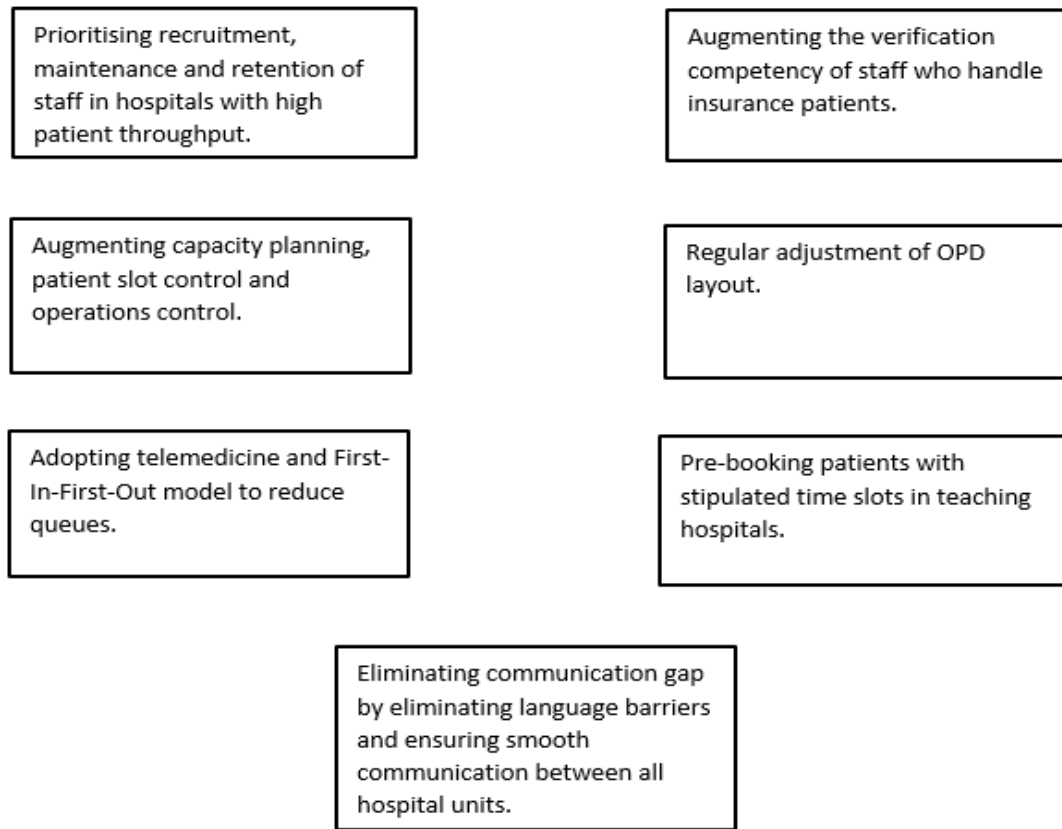 Prioritising recruitment,
maintenance and retention of
staff in hospitals with high
patient throughput.
Augmenting the verification
competency of staff who handle
insurance patients.
Augmenting capacity planning,
patient slot control and
operations control.
Regular adjustment of OPD
layout.
Adopting telemedicine and First-
In-First-Out model to reduce
queues.
Pre-booking patients with
stipulated time slots in teaching
hospitals.
Eliminating communication gap
by eliminating language barriers
and ensuring smooth
communication between all
hospital units.